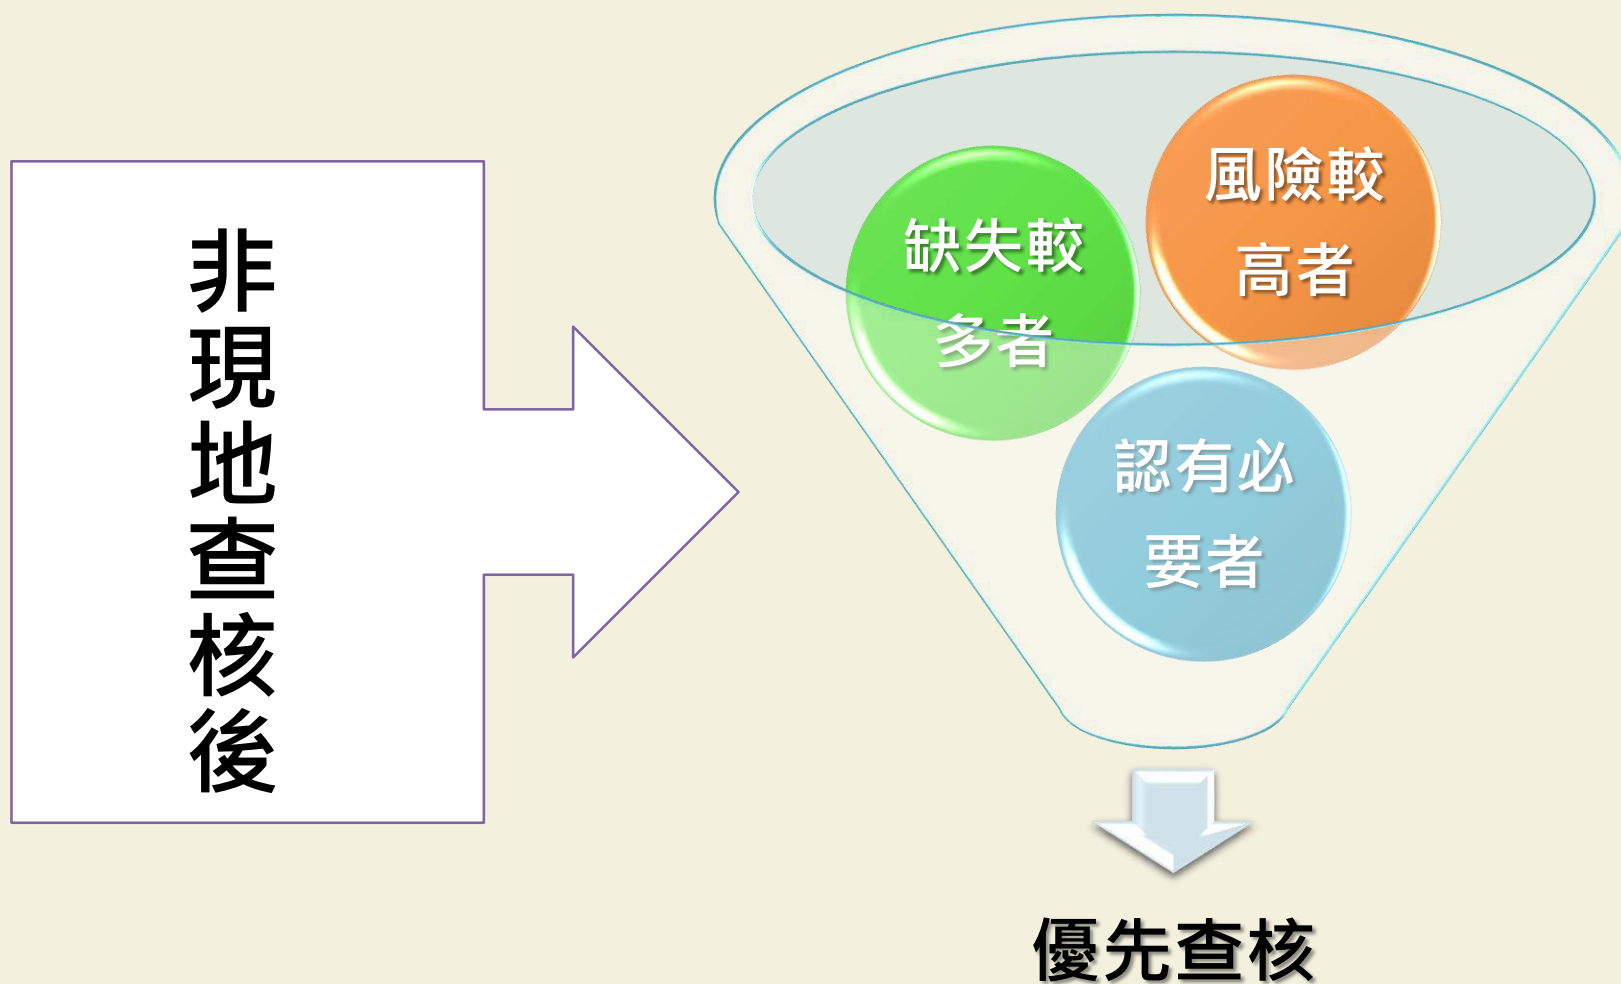 非現地查核後
缺失較
多者
風險較
高者
認有必
要者
優先查核